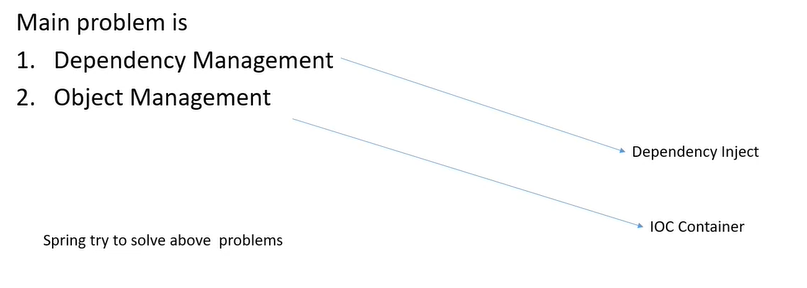 Main problem is
1. Dependency Management
2. Object Management
Dependency Inject
IOC Container
Spring try to solve above  problems